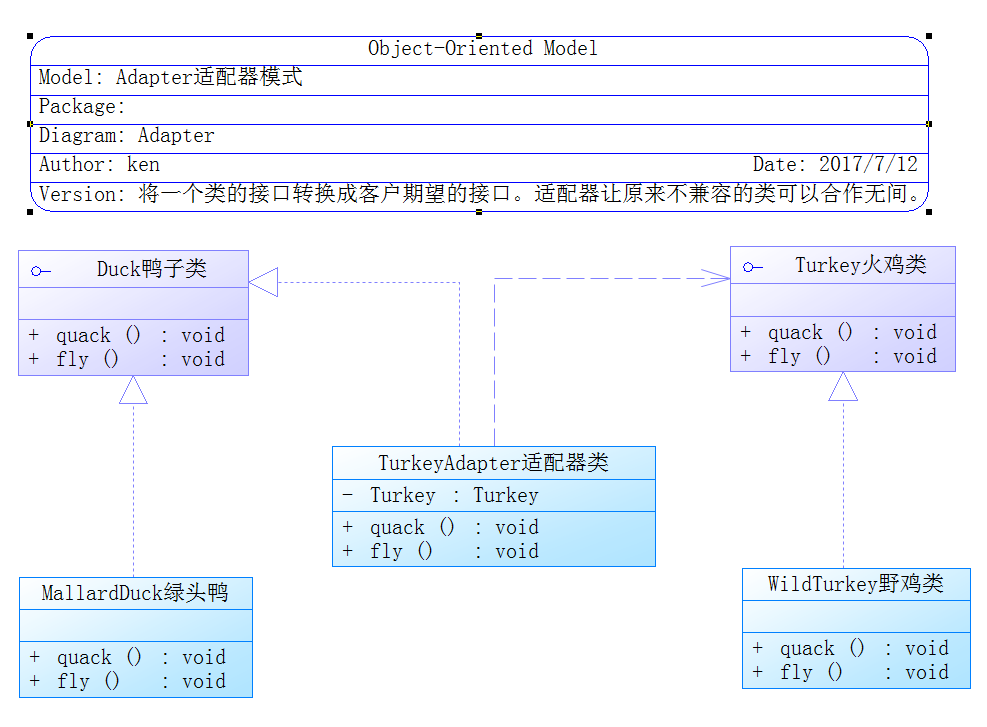 Object-Oriented Model
Model: Adapter适配器模式
Package:
Diagram: Adapter
Author: ken Date: 2017/7/12
Version: 将一个类的接口转换成客户期望的接口。适配器让原来不兼容的类可以合作无间。
Duck鸭子类
+ quack () : void
+ fly () : void
Turkey火鸡类
+ quack () : void
+ fly () : void
TurkeyAdapter适配器类
- Turkey : Turkey
+ quack () : void
+ fly () : void
MallardDuck绿头鸭
+ quack () : void
+ fly () : void
WildTurkey野鸡类
+ quack () : void
+ fly () : void